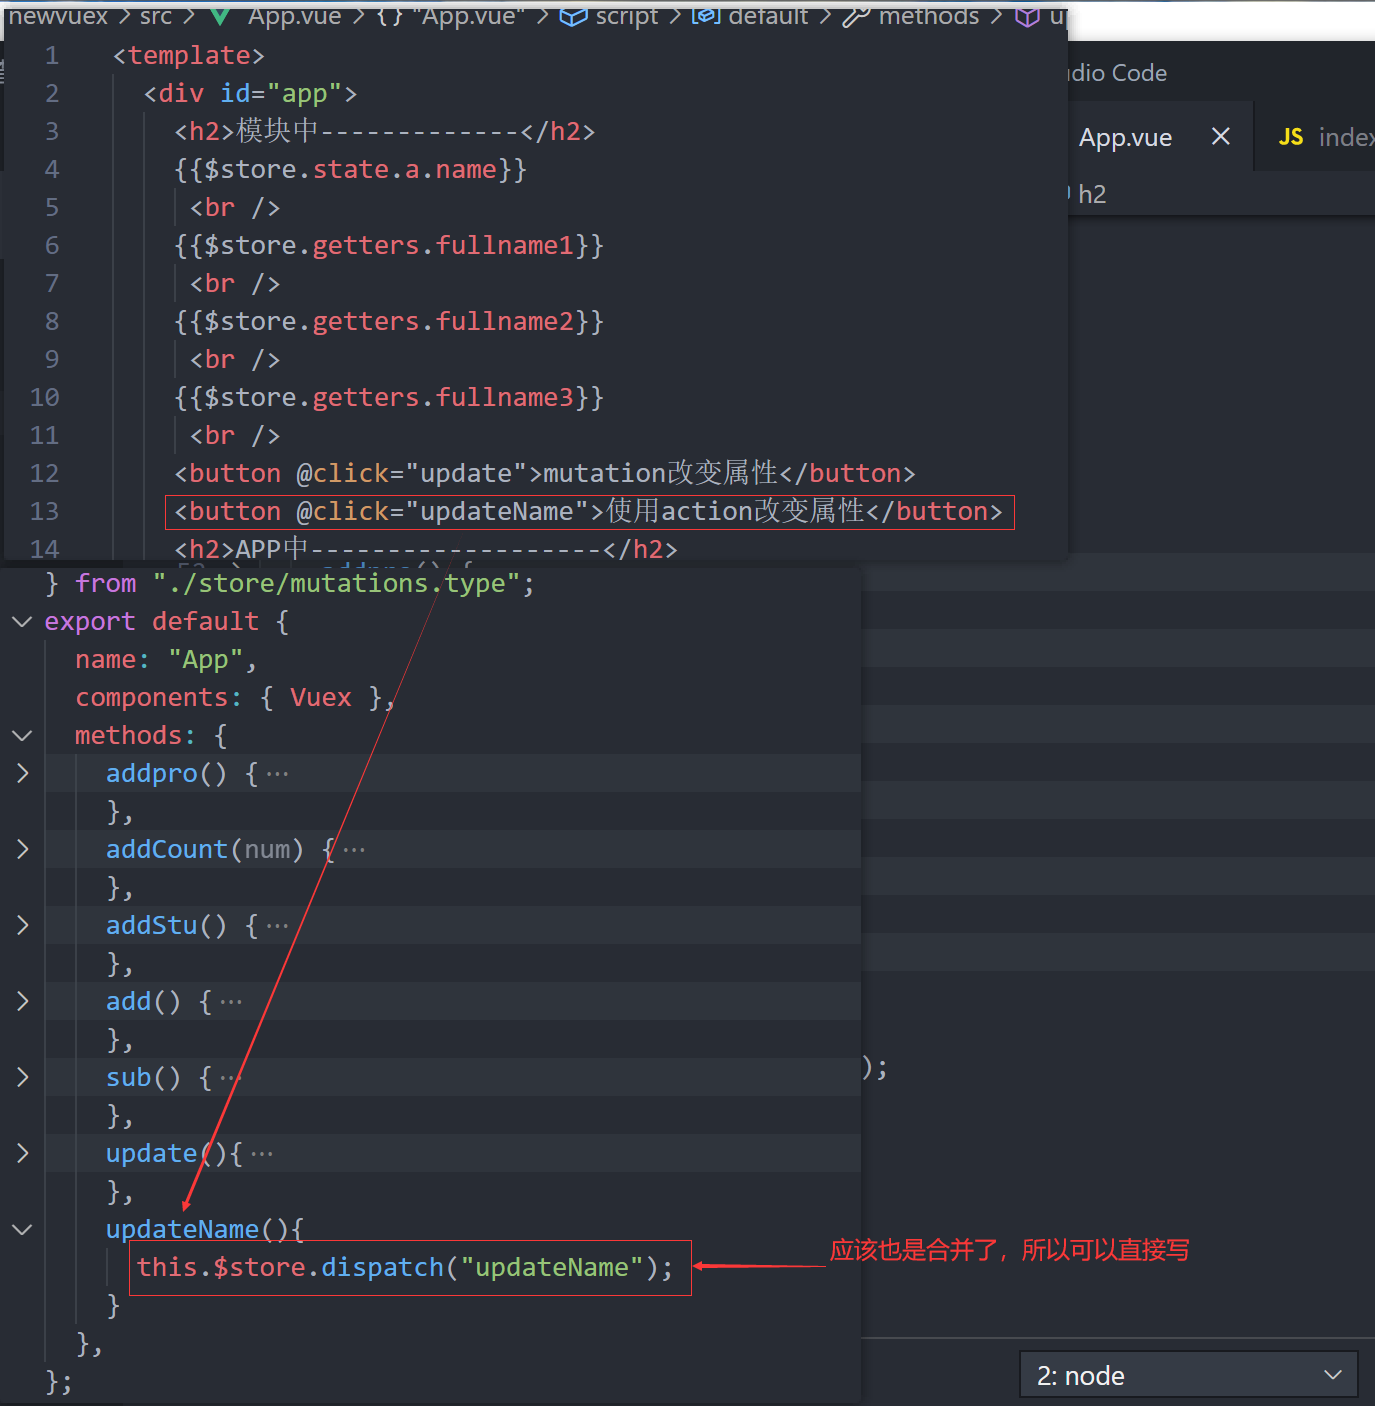 newvuex > src > App.vue > {} "App.vue" > script > default > methods >
1 <template>
2 <div id="app">
3 <h2>模块中-------------</h2>
4 {{$store.state.a.name}}
5 <br />
6 {{$store.getters.fullname1}}
7 <br />
8 {{$store.getters.fullname2}}
9 <br />
10 {{$store.getters.fullname3}}
11 <br />
12 <button @click="update">mutation改变属性</button>
13 <button @click="updateName">使用action改变属性</button>
14 <h2>APP中-------------------</h2>
dio Code
App.vue × JS index
h2
} from "./store/mutations.type";
export default {
name: "App",
components: { Vuex },
methods: {
addpro() {···
},
addCount(num) {···
},
addStu() {···
},
add() {···
},
sub() {···
},
update(){···
},
updateName(){
this.$store.dispatch("updateName");
}
},
};
应该也是合并了，所以可以直接写
);
2: node